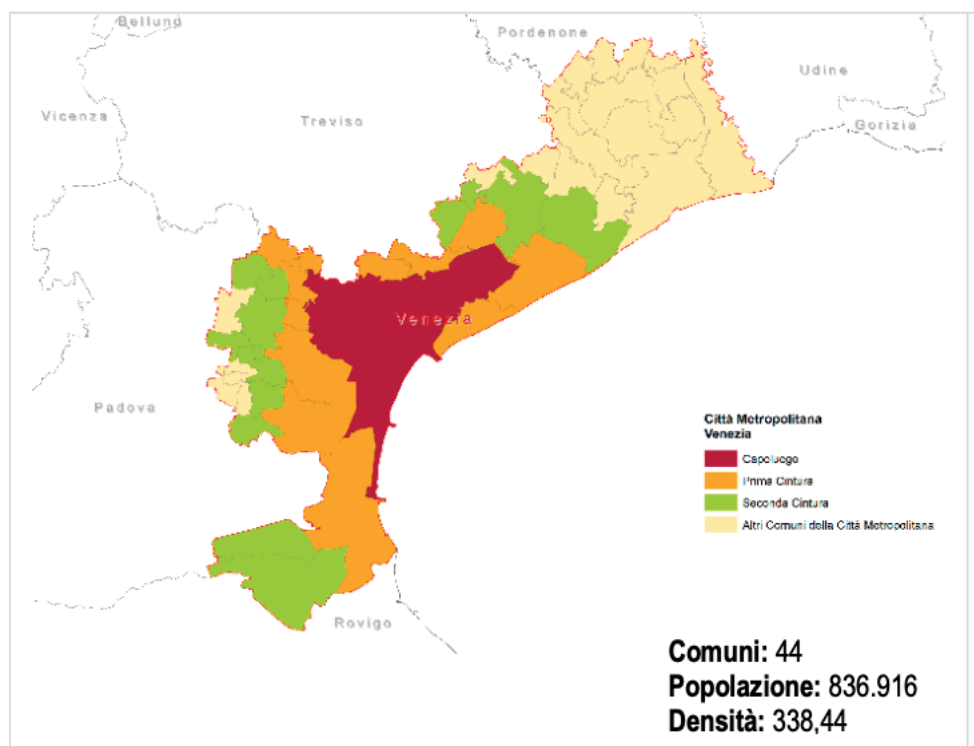 Belluno
Pordenone
Udine
Vicenza
Treviso
Gorizia
Venezia
Padova
Città Metropolitana
Venezia
Capoluogo
Prima Cintura
Seconda Cintura
Altri Comuni della Città Metropolitana
Rovigo
Comuni: 44
Popolazione: 836.916
Densità: 338,44